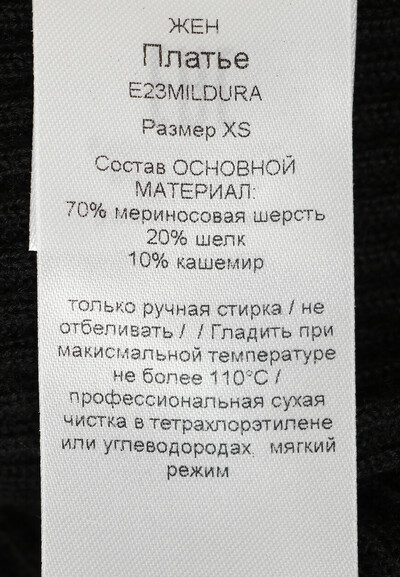 ЖЕН
Платье
E23MILDURA
Размер XS
Состав ОСНОВНОЙ
МАТЕРИАЛ:
70% мериносовая шерсть
20% шелк
10% кашемир
только ручная стирка / не
отбеливать / / Гладить при
макисмальной температуре
не более 110°C /
профессиональная сухая
чистка в тетрахлорэтилене
или углеводородах, мягкий
режим